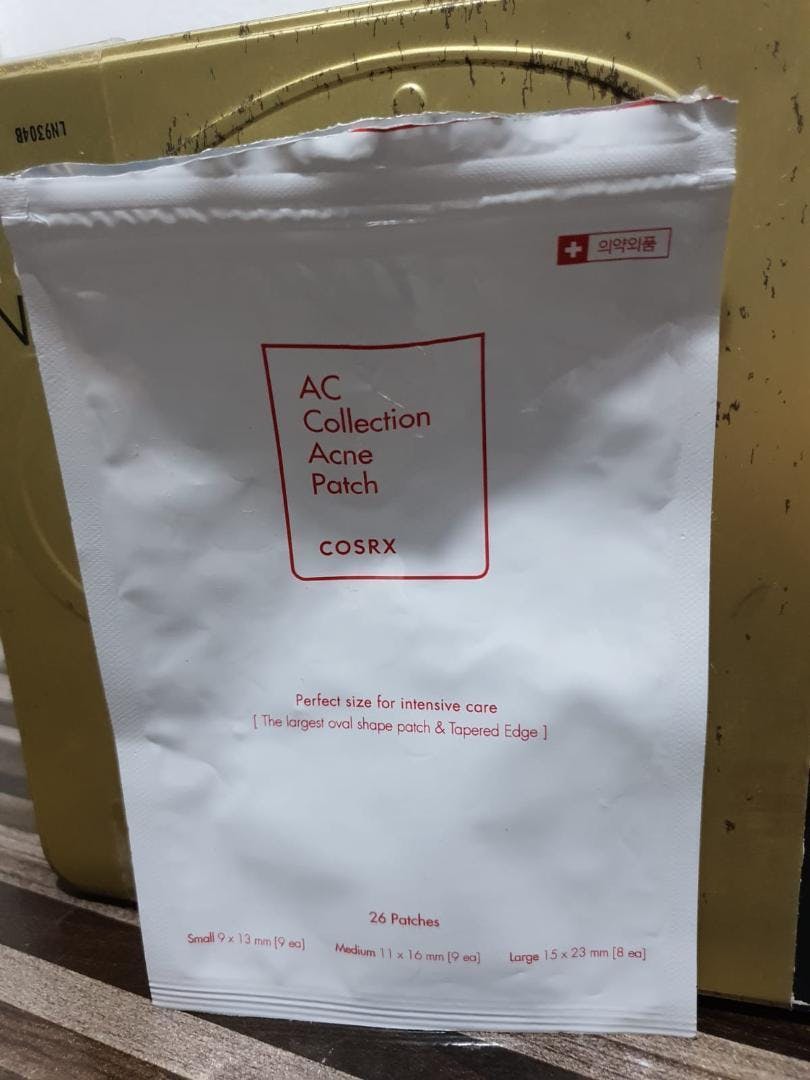 LN9304B
의약외품
AC
Collection
Acne
Patch
COSRX
Perfect size for intensive care
[ The largest oval shape patch & Tapered Edge ]
26 Patches
Small 9 x 13 mm [9 ea] Medium 11 x 16 mm [9 ea] Large 15 x 23 mm [8 ea]